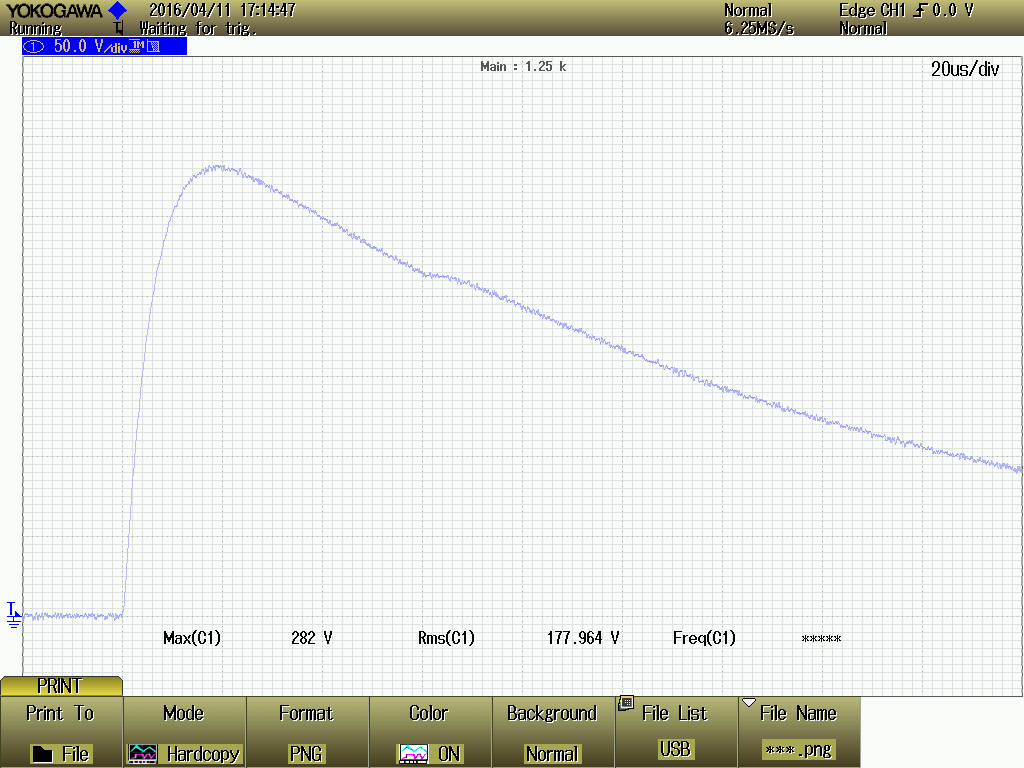 YOKOGAWA 2016/04/11 17:14:47 Normal Edge CH1 0.0 V
Running Waiting for trig. 6.25MS/s Normal
1 50.0 V/div 1M
Main : 1.25 k
20us/div
T
Max(C1) 282 V Rms(C1) 177.964 V Freq(C1) *****
PRINT
Print To Mode Format Color Background File List File Name
File Hardcopy PNG ON Normal USB ***.png